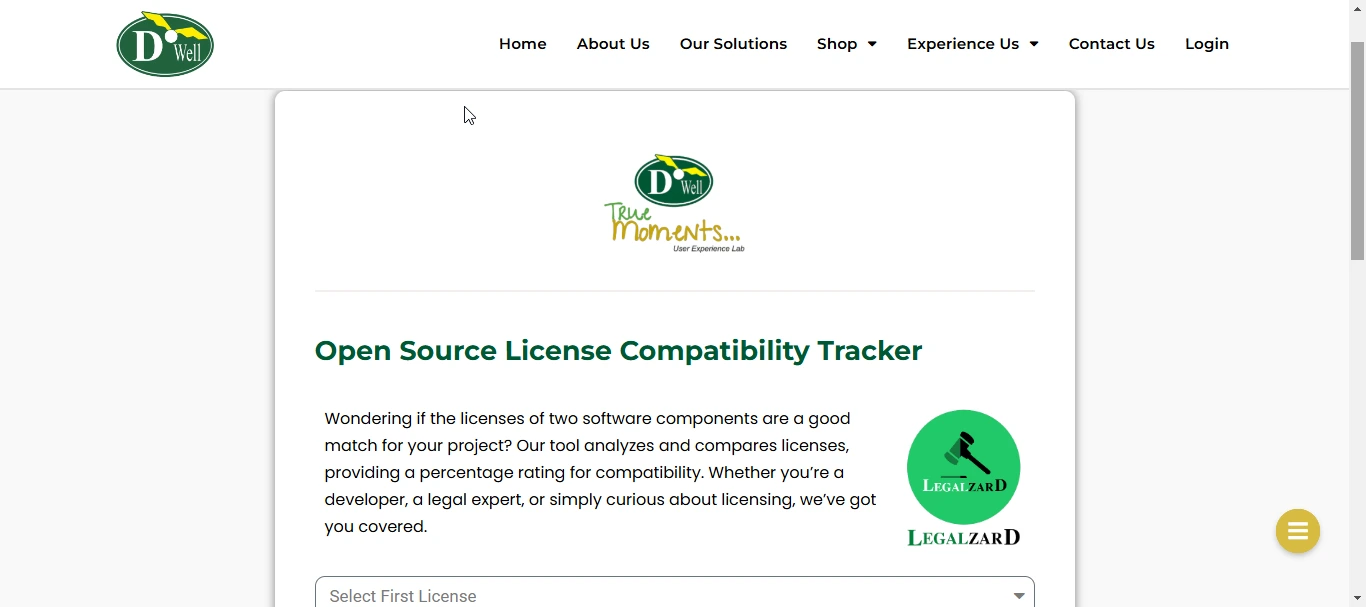 D Well
Home About Us Our Solutions Shop Experience Us Contact Us Login
D Well
True
Moments...
User Experience Lab
Open Source License Compatibility Tracker
Wondering if the licenses of two software components are a good
match for your project? Our tool analyzes and compares licenses,
providing a percentage rating for compatibility. Whether you're a
developer, a legal expert, or simply curious about licensing, we've got
you covered.
LEGALZARD
LEGALZARD
Select First License